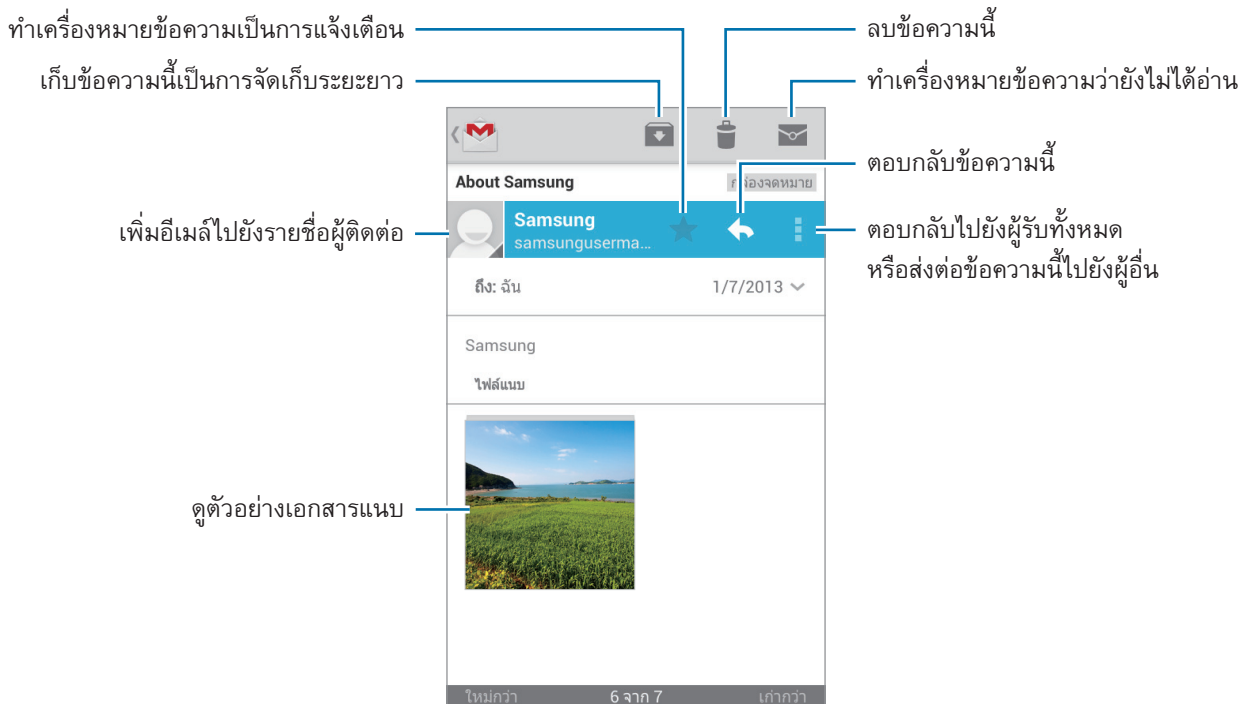 ทำเครื่องหมายข้อความเป็นการแจ้งเตือน
ลบข้อความนี้
เก็บข้อความนี้เป็นการจัดเก็บระยะยาว
ทำเครื่องหมายข้อความว่ายังไม่ได้อ่าน
ตอบกลับข้อความนี้
About Samsung
กล่องจดหมาย
เพิ่มอีเมล์ไปยังรายชื่อผู้ติดต่อ
Samsung
samsunguserma...
ตอบกลับไปยังผู้รับทั้งหมด
หรือส่งต่อข้อความนี้ไปยังผู้อื่น
ถึง: ฉัน
1/7/2013
Samsung
ไฟล์แนบ
ดูตัวอย่างเอกสารแนบ
ใหม่กว่า
6 จาก 7
เก่ากว่า